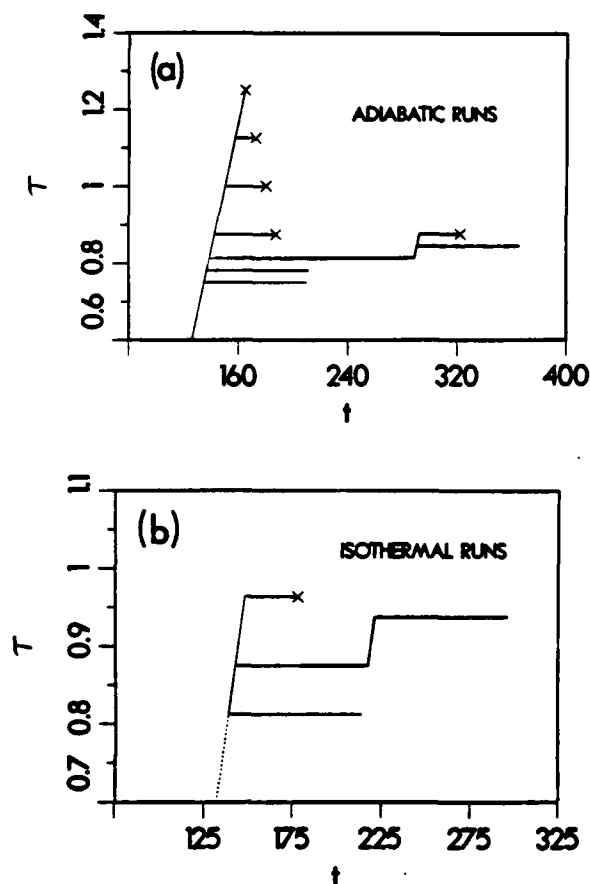 (a)
ADIABATIC RUNS
1.4
1.2
1
0.8
0.6
τ
160 240 320 400
t
(b)
ISOTHERMAL RUNS
1.1
1
0.9
0.8
0.7
τ
125 175 225 275 325
t